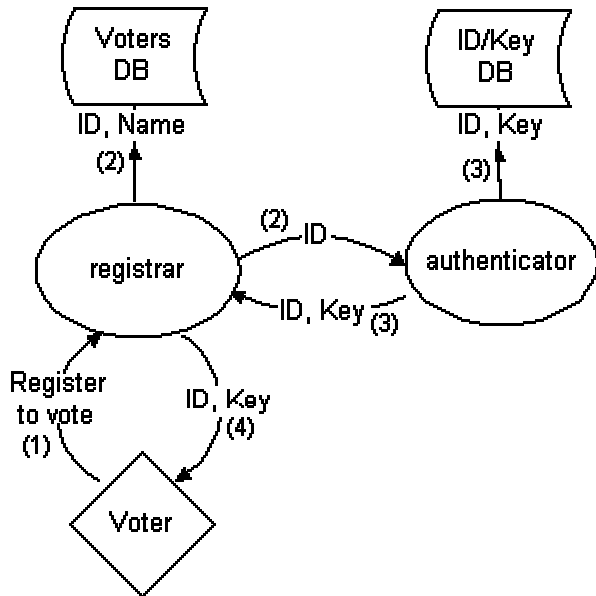 Voters
DB
ID/Key
DB
ID, Name
ID, Key
(2)
(3)
(2)
ID
registrar
authenticator
ID, Key
(3)
Register
to vote
(1)
ID, Key
(4)
Voter